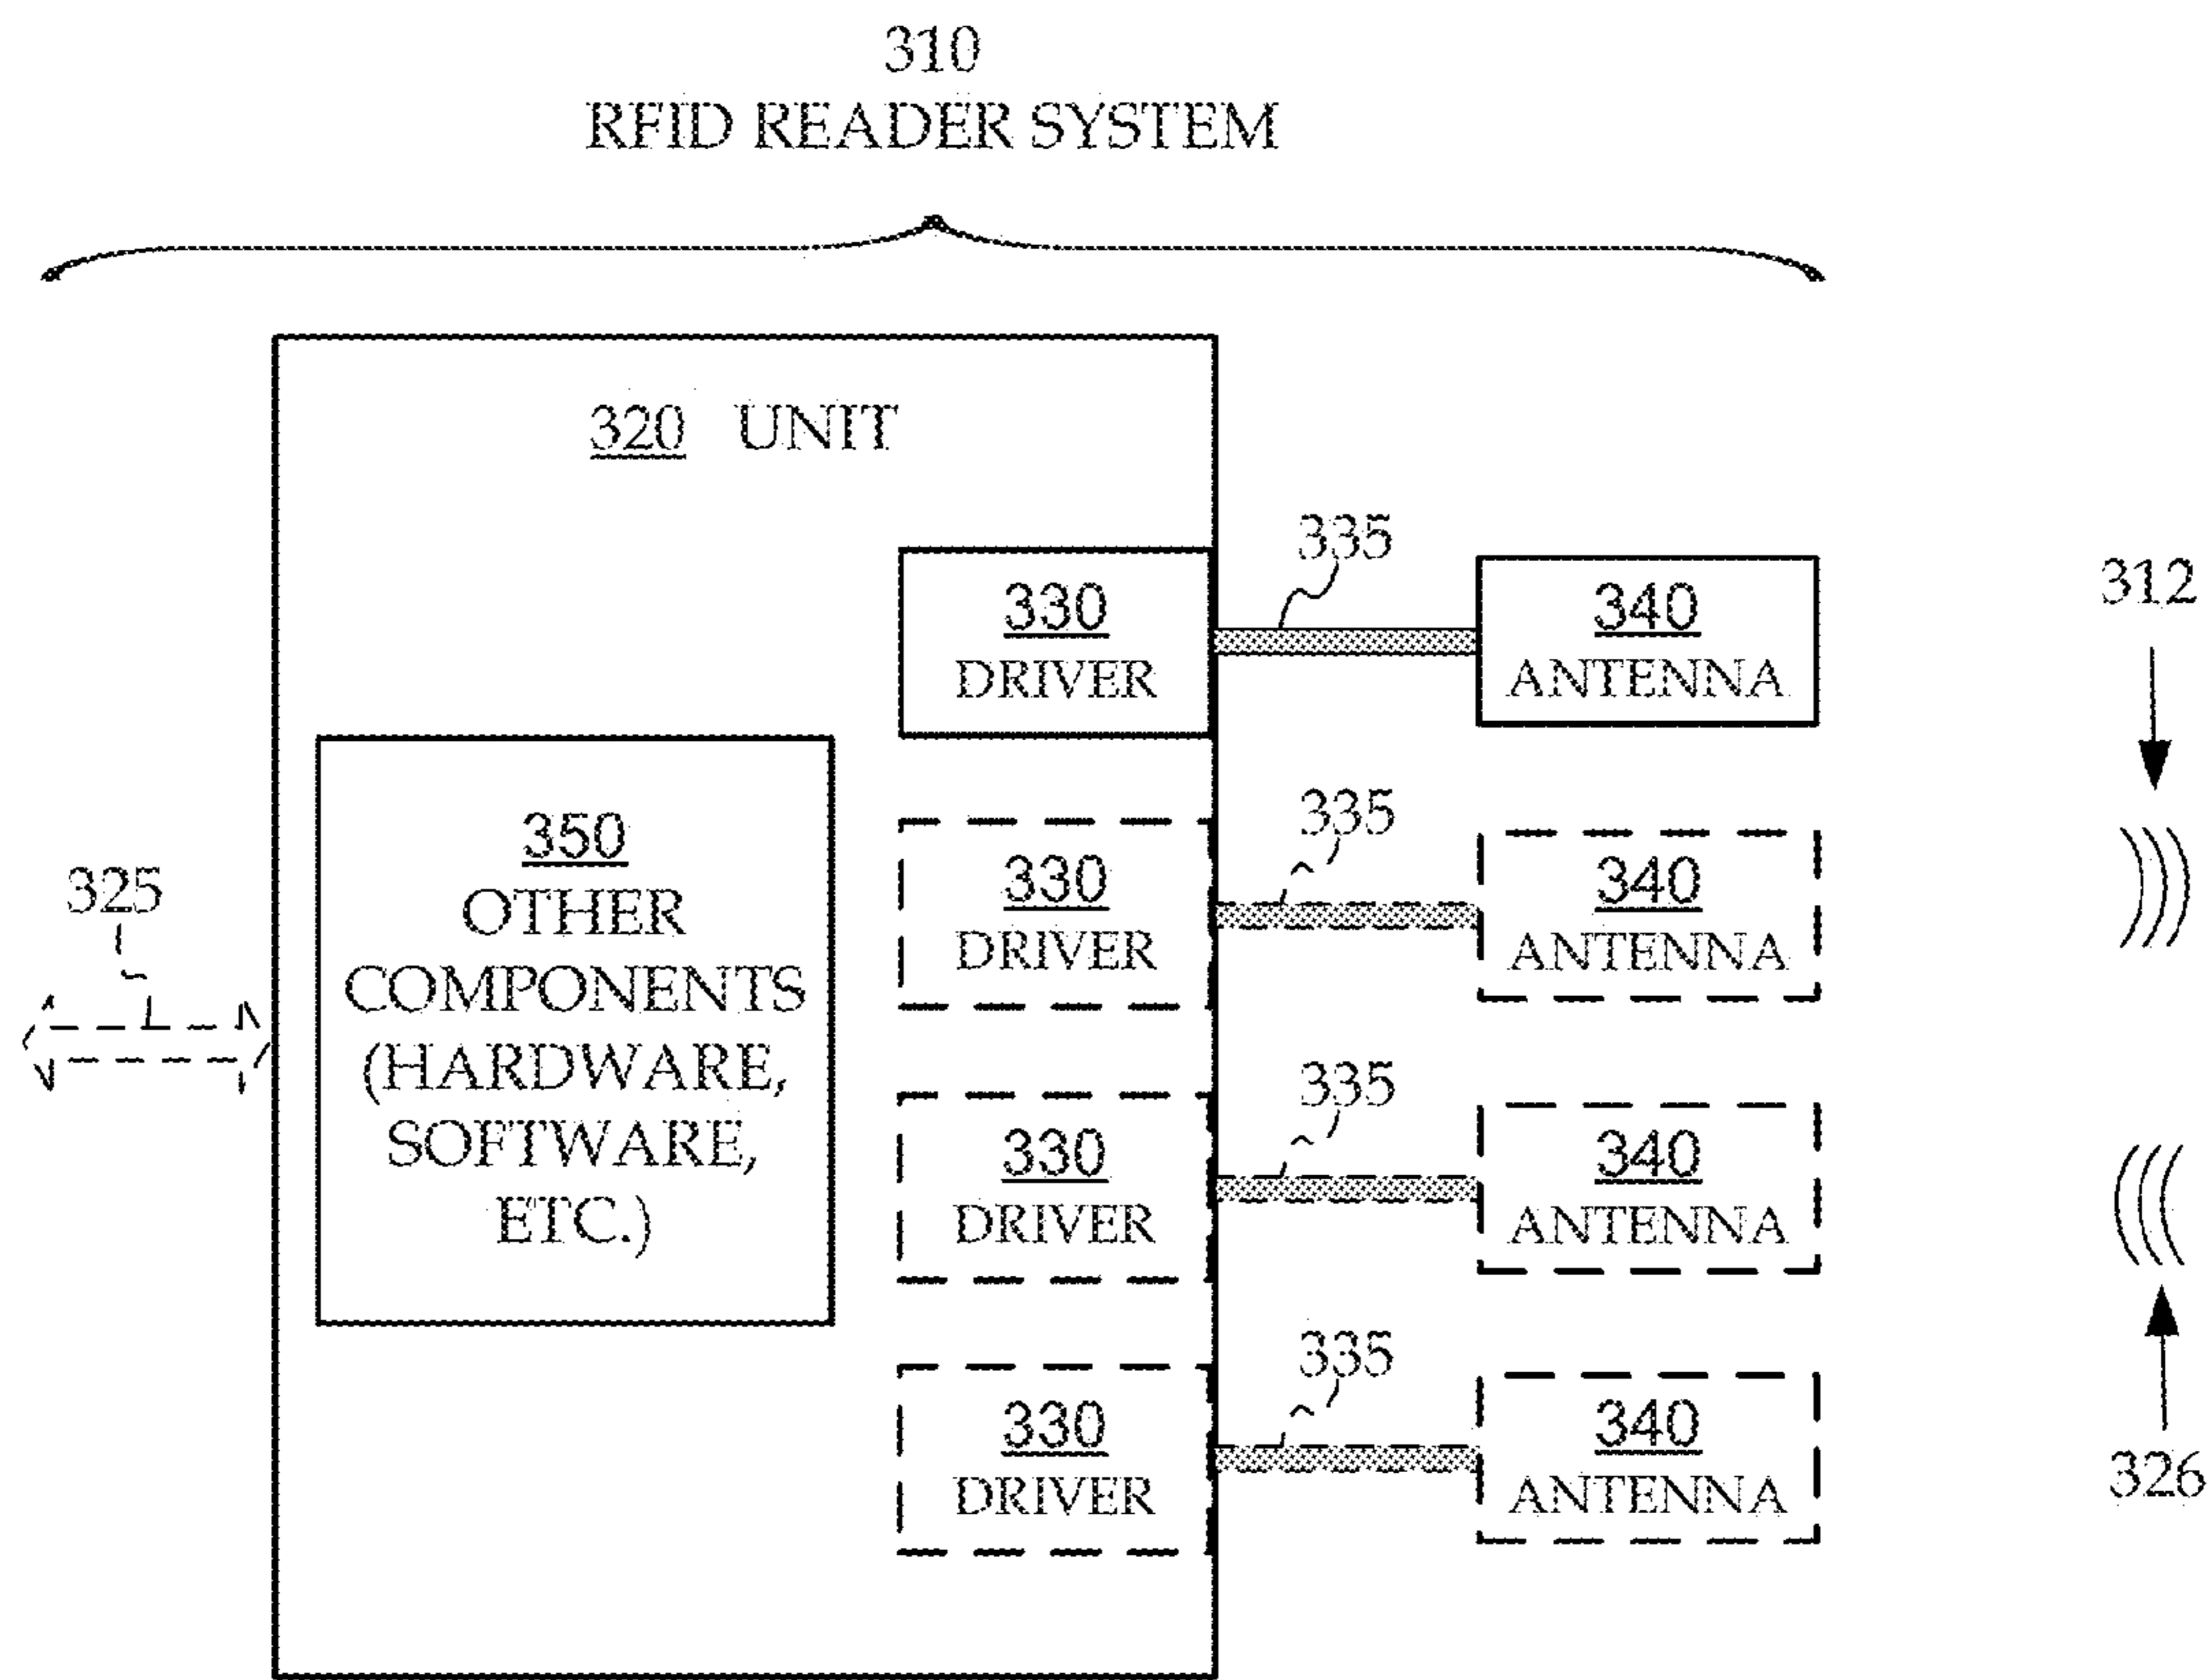 310
RFID READER SYSTEM
320 UNIT
335
330
DRIVER
340
ANTENNA
312
350
OTHER
COMPONENTS
(HARDWARE,
SOFTWARE,
ETC.)
325
335
330
DRIVER
340
ANTENNA
335
330
DRIVER
340
ANTENNA
335
330
DRIVER
340
ANTENNA
326